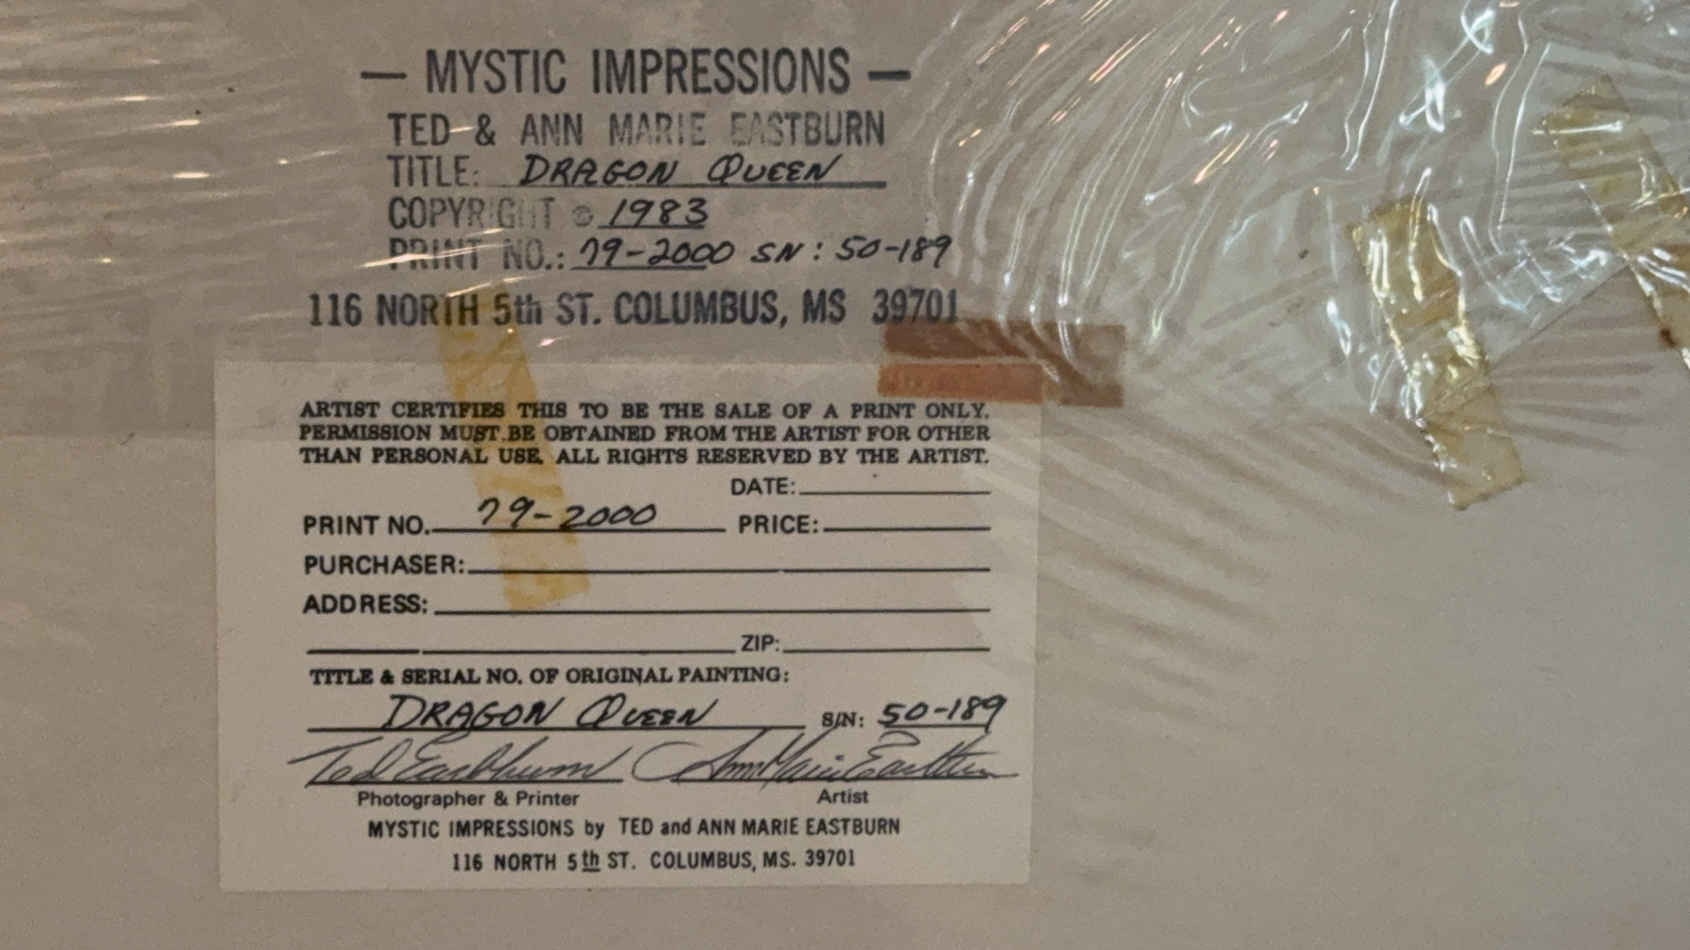 — MYSTIC IMPRESSIONS —
TED & ANN MARIE EASTBURN
TITLE: DRAGON QUEEN
COPYRIGHT © 1983
PRINT NO.: 79-2000 SN: 50-189
116 NORTH 5th ST. COLUMBUS, MS 39701
ARTIST CERTIFIES THIS TO BE THE SALE OF A PRINT ONLY.
PERMISSION MUST BE OBTAINED FROM THE ARTIST FOR OTHER
THAN PERSONAL USE. ALL RIGHTS RESERVED BY THE ARTIST.
DATE:
PRINT NO. 79-2000 PRICE:
PURCHASER:
ADDRESS:
ZIP:
TITLE & SERIAL NO. OF ORIGINAL PAINTING:
DRAGON QUEEN S/N: 50-189
Ted Eastburn Ann Marie Eastburn
Photographer & Printer Artist
MYSTIC IMPRESSIONS by TED and ANN MARIE EASTBURN
116 NORTH 5th ST. COLUMBUS, MS. 39701